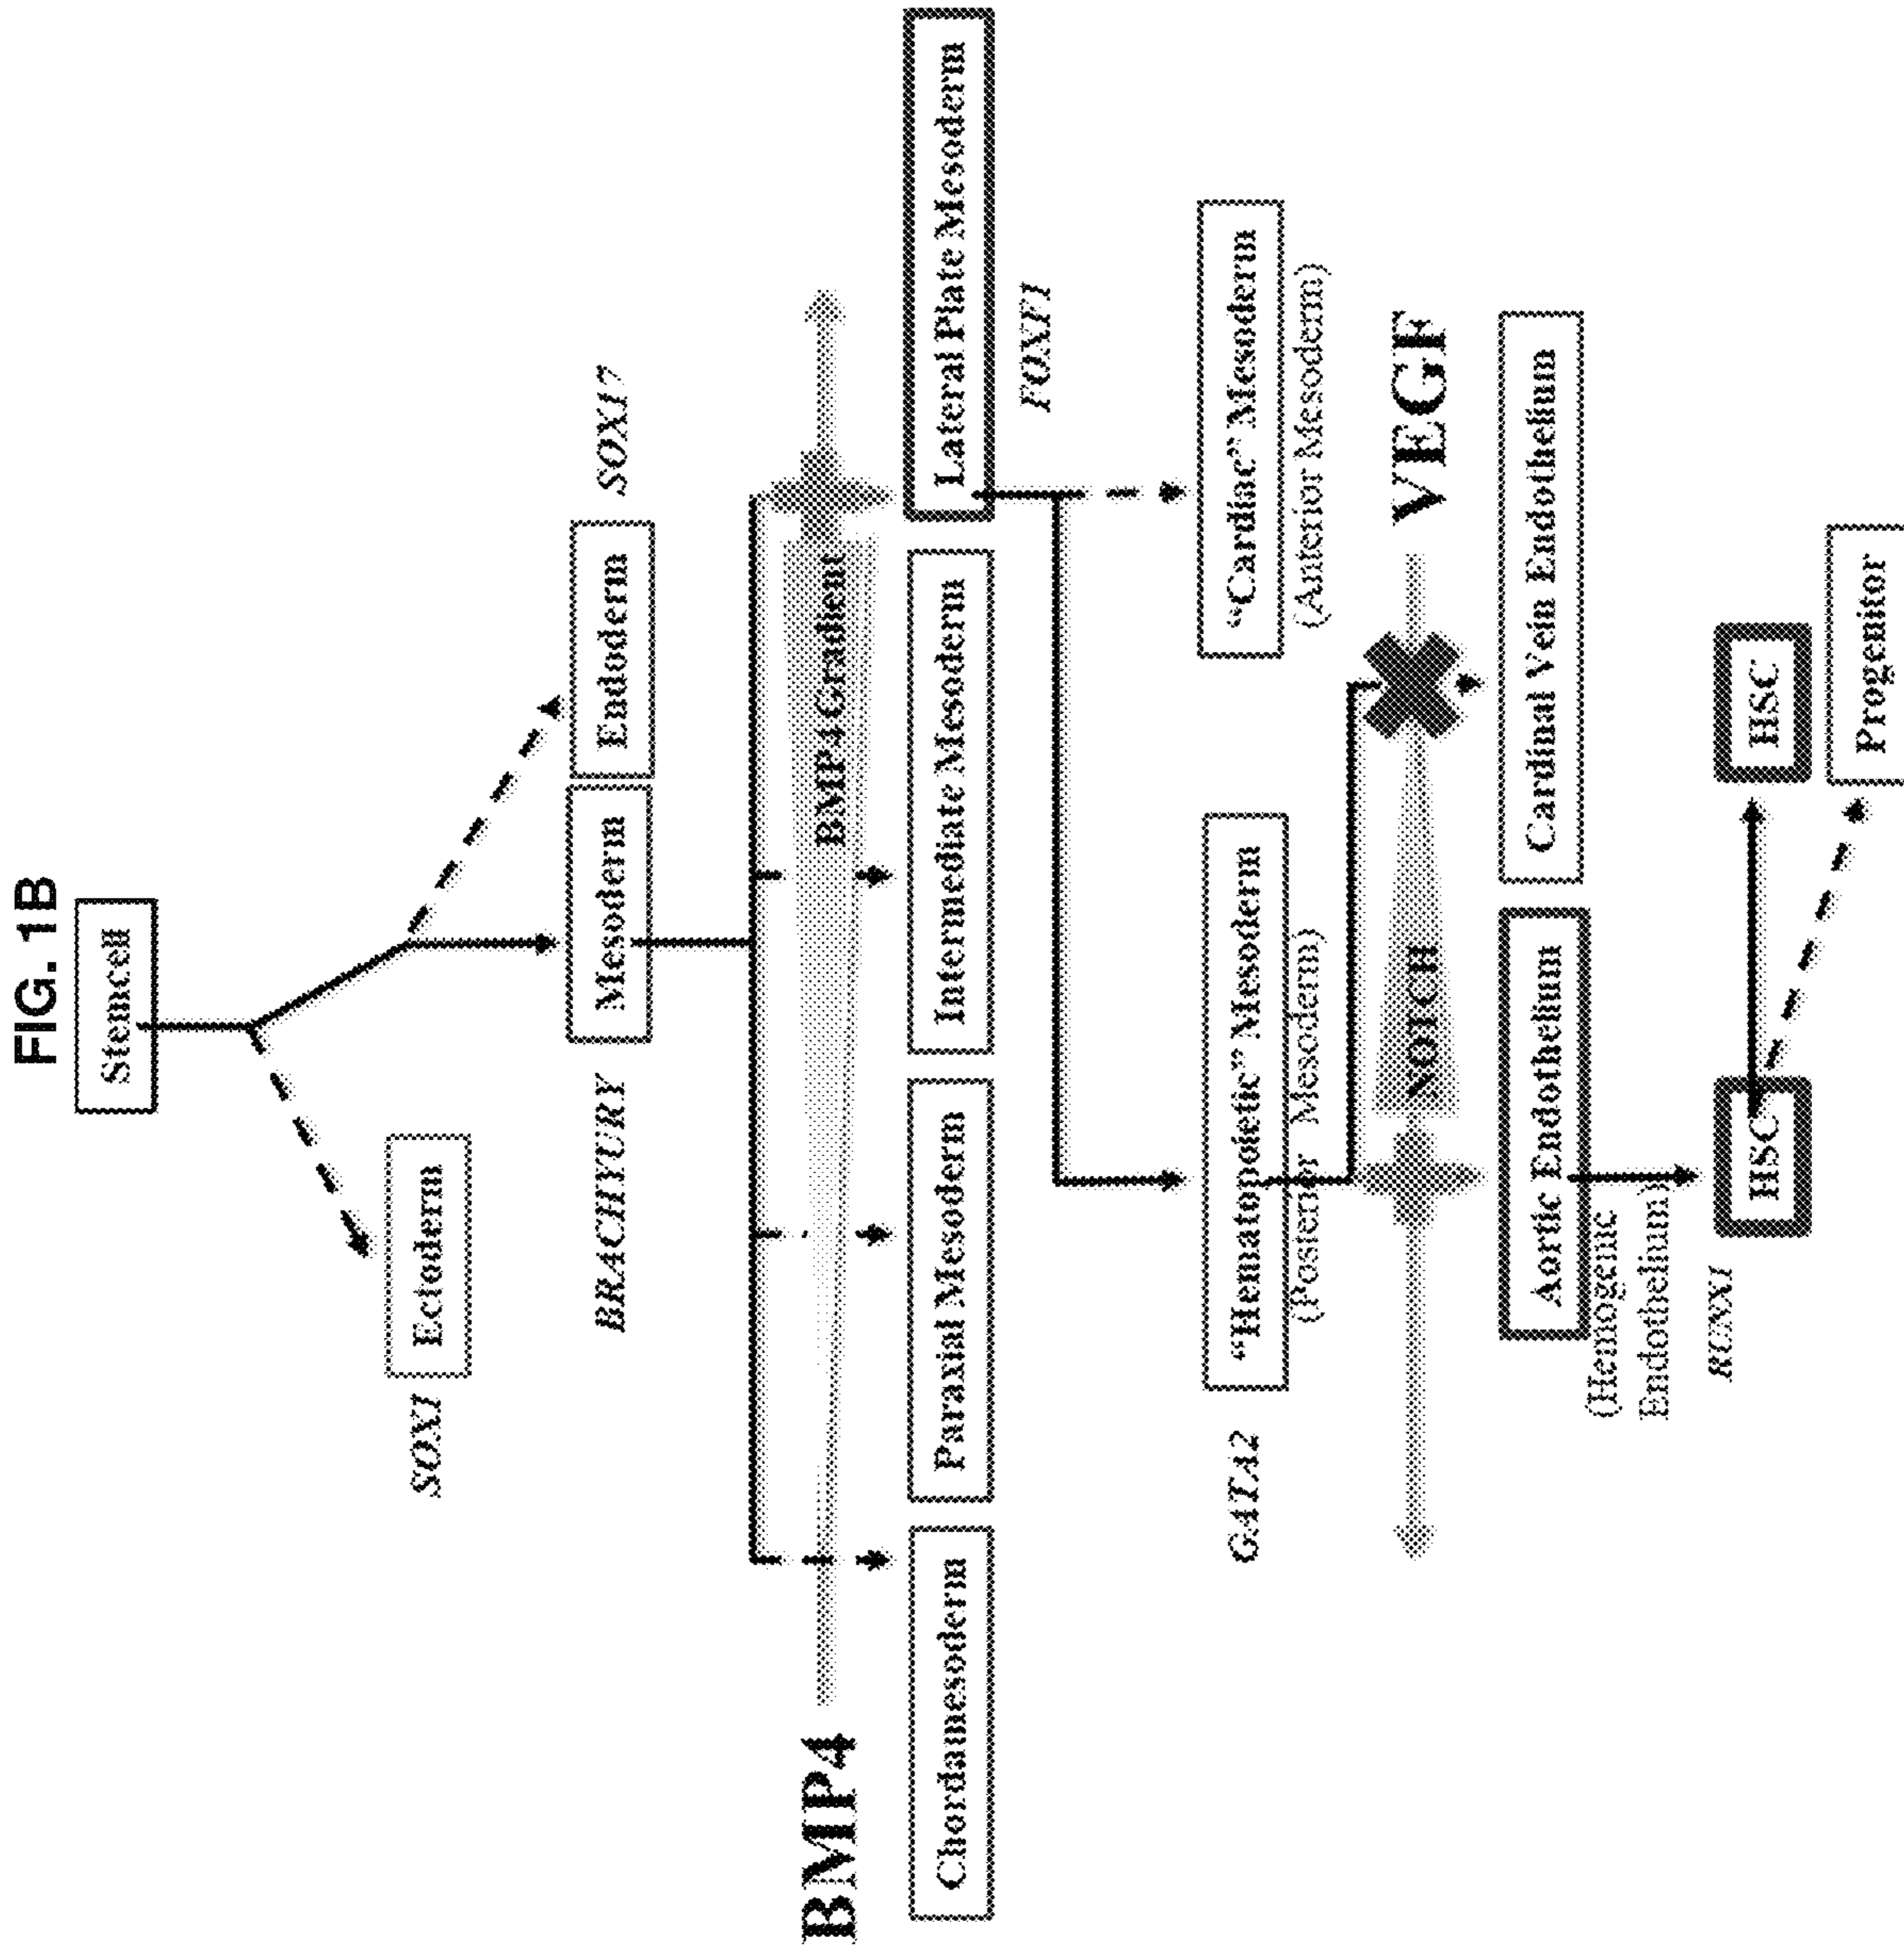 FIG. 1B
Stemcell
SOX1
Ectoderm
BRACHYURY
Mesoderm
Endoderm
SOX17
BMP4
BMP4 Gradient
Chordamesoderm
Paraxial Mesoderm
Intermediate Mesoderm
Lateral Plate Mesoderm
FOXF1
GATA2
“Hematopoietic” Mesoderm
(Posterior Mesoderm)
“Cardiac” Mesoderm
(Anterior Mesoderm)
NOTCH
VEGF
Aortic Endothelium
Cardinal Vein Endothelium
(Hemogenic
Endothelium)
RUNX1
HSC
HSC
Progenitor